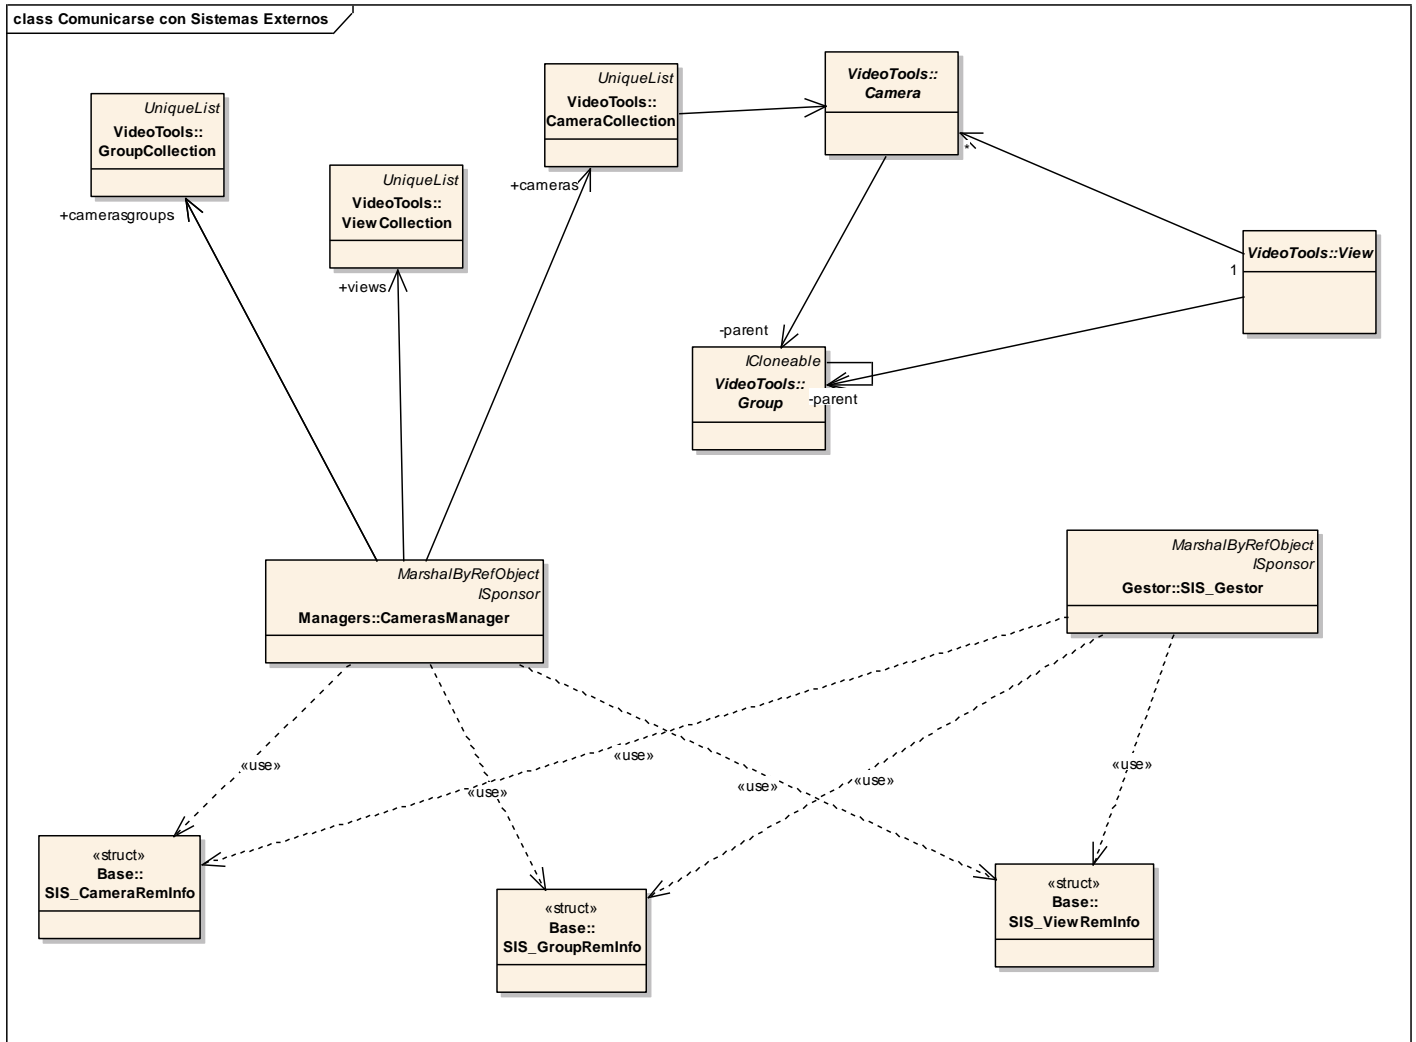 class Comunicarse con Sistemas Externos
UniqueList
VideoTools::
GroupCollection
+camerasgroups
UniqueList
VideoTools::
ViewCollection
+views
UniqueList
VideoTools::
CameraCollection
+cameras
VideoTools::
Camera
*
VideoTools::View
1
-parent
ICloneable
VideoTools::
Group
-parent
MarshalByRefObject
ISponsor
Managers::CamerasManager
MarshalByRefObject
ISponsor
Gestor::SIS_Gestor
«use»
«use»
«use»
«use»
«use»
«use»
«struct»
Base::
SIS_CameraRemInfo
«struct»
Base::
SIS_GroupRemInfo
«struct»
Base::
SIS_ViewRemInfo